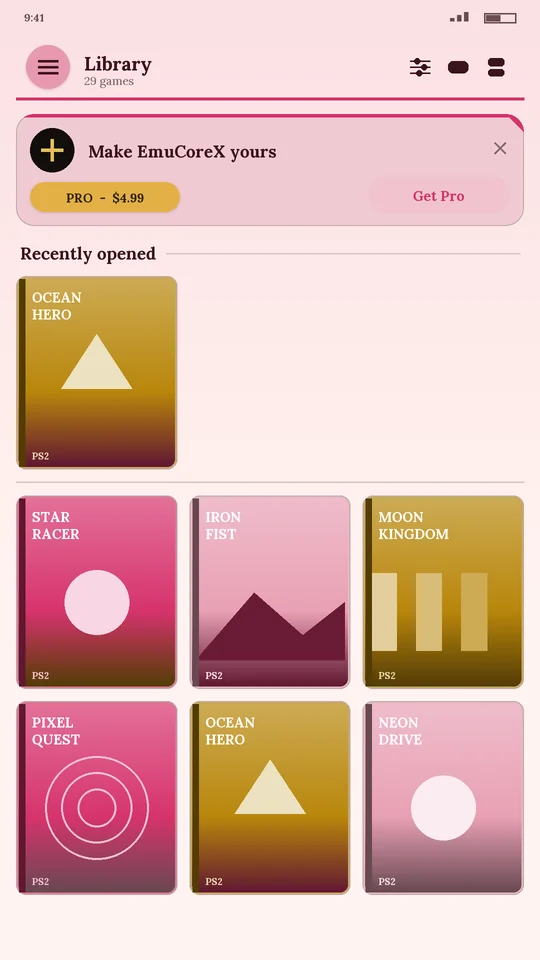 9:41
Library
29 games
Make EmuCoreX yours
PRO - $4.99
Get Pro
Recently opened
OCEAN
HERO
PS2
STAR
RACER
PS2
IRON
FIST
PS2
MOON
KINGDOM
PS2
PIXEL
QUEST
PS2
OCEAN
HERO
PS2
NEON
DRIVE
PS2